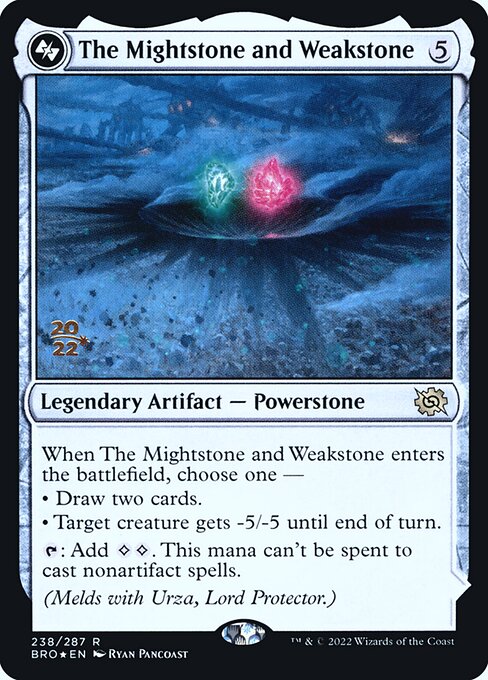 The Mightstone and Weakstone 5
20
22
Legendary Artifact — Powerstone
When The Mightstone and Weakstone enters
the battlefield, choose one —
• Draw two cards.
• Target creature gets -5/-5 until end of turn.
: Add . This mana can't be spent to
cast nonartifact spells.
(Melds with Urza, Lord Protector.)
238/287 R
BRO★EN Ryan Pancoast
™ & © 2022 Wizards of the Coast